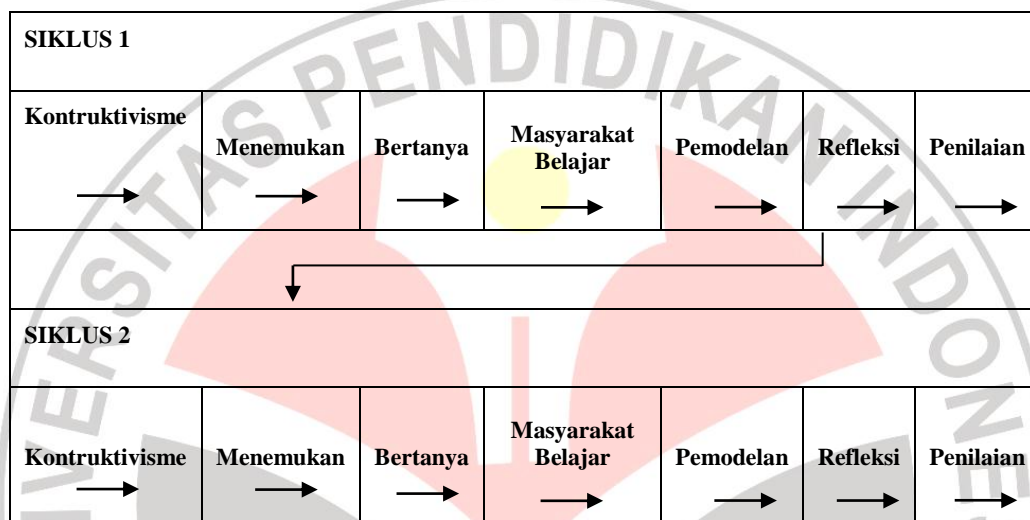 SIKLUS 1
Kontruktivisme
Menemukan
Bertanya
Masyarakat
Belajar
Pemodelan
Refleksi
Penilaian
SIKLUS 2
Kontruktivisme
Menemukan
Bertanya
Masyarakat
Belajar
Pemodelan
Refleksi
Penilaian